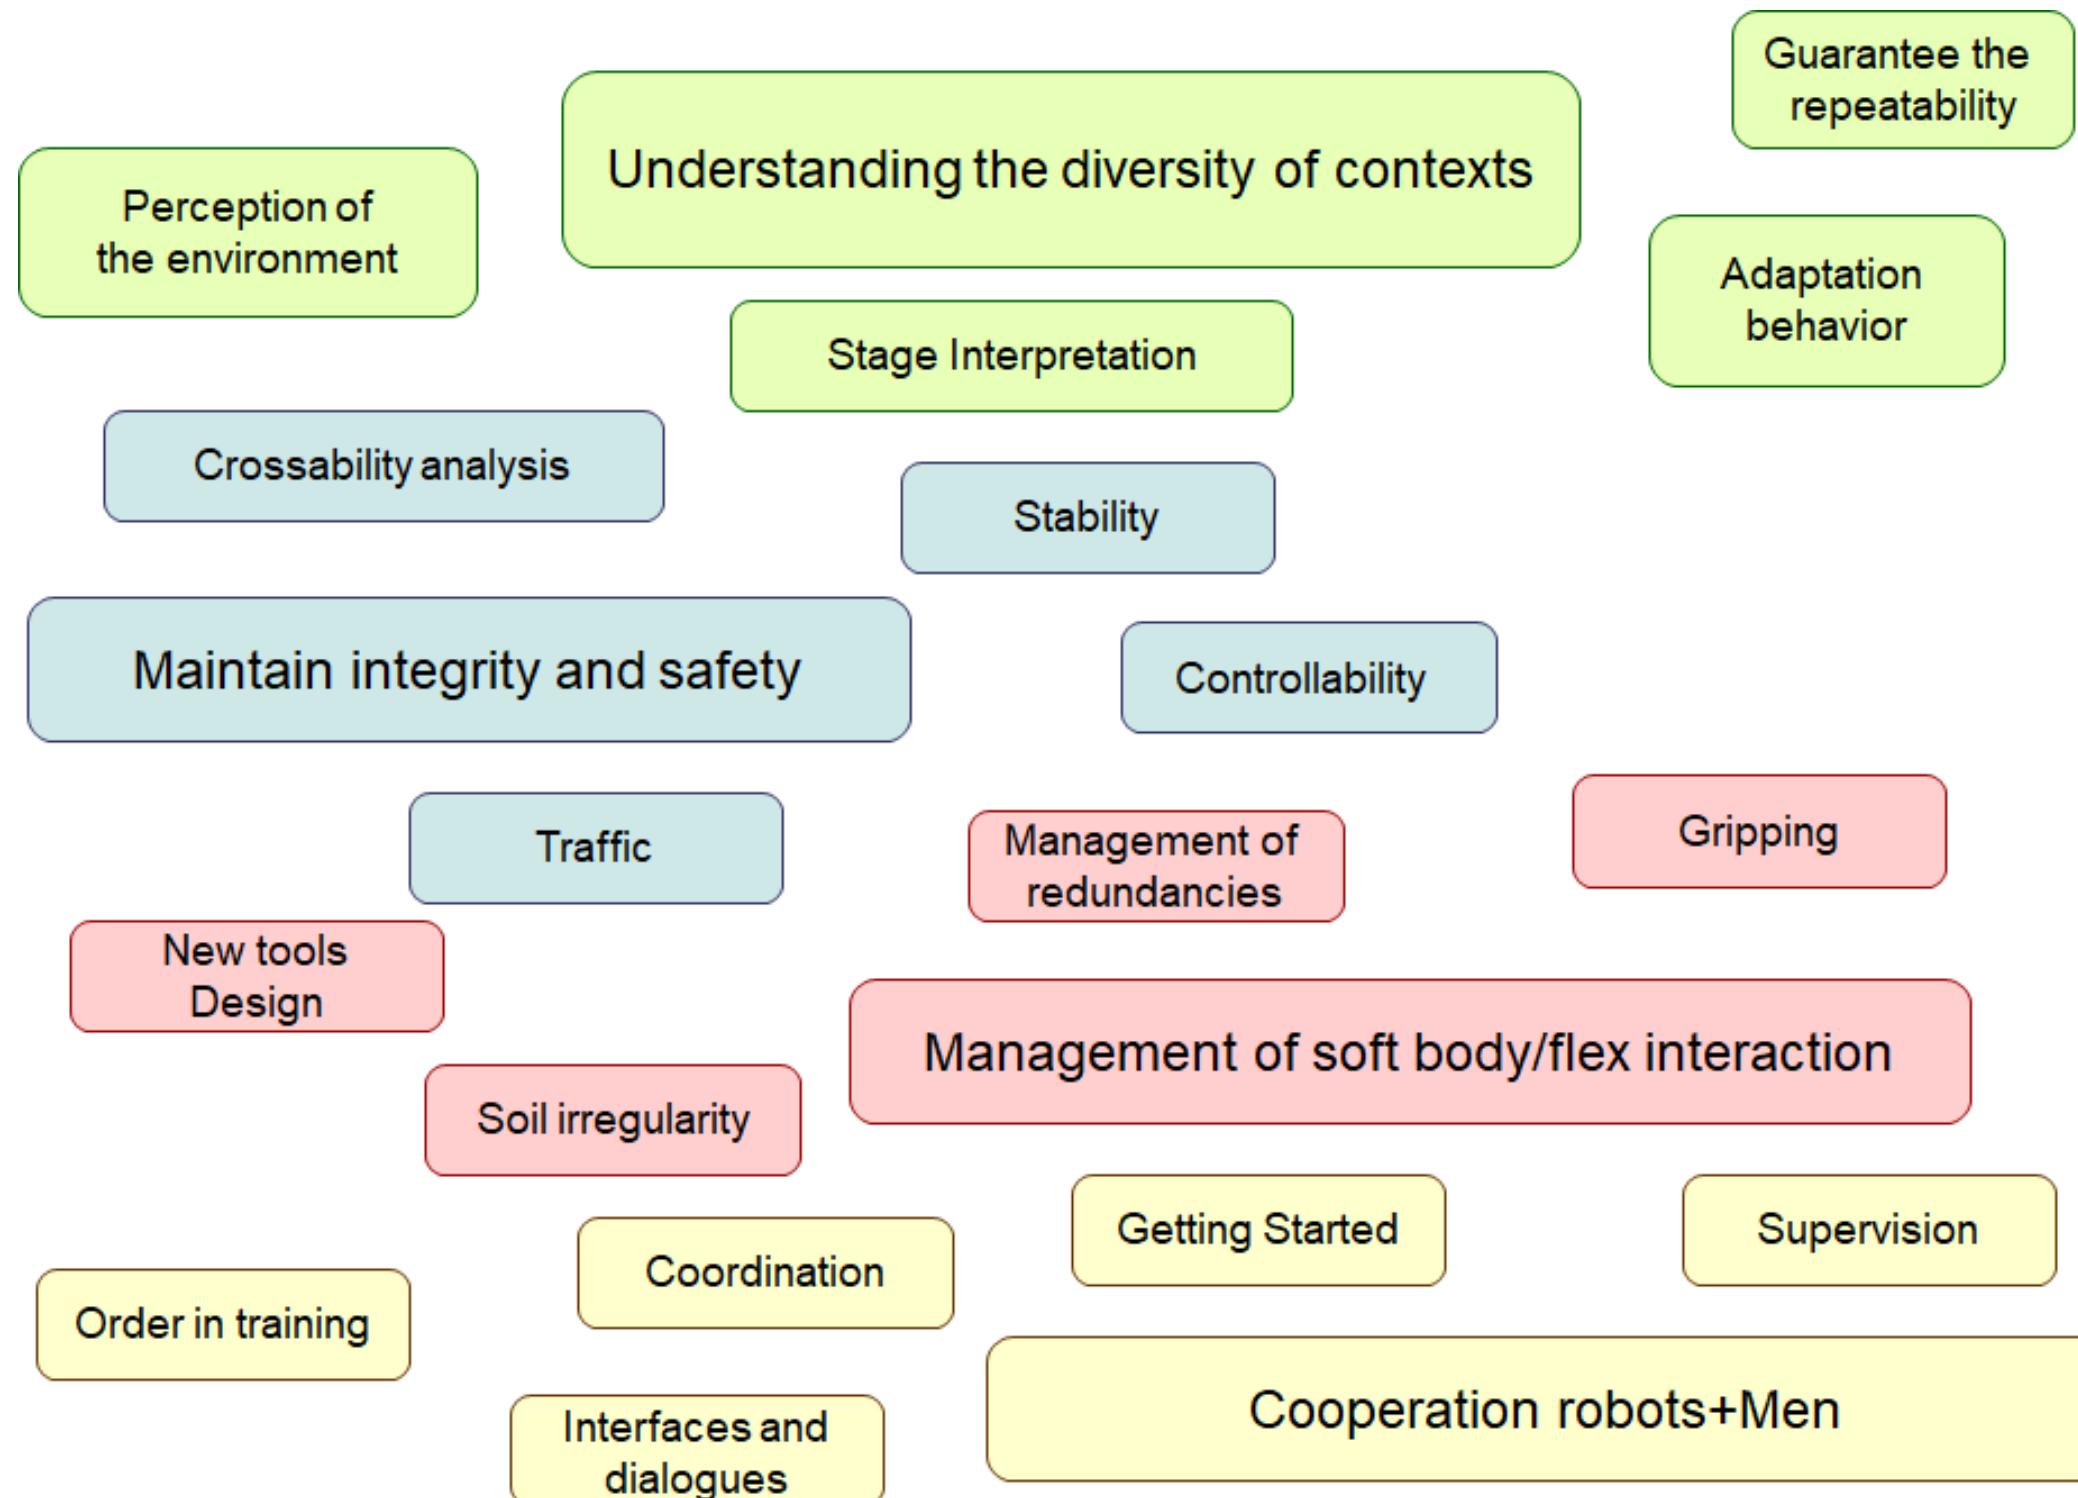 Guarantee the
repeatability
Understanding the diversity of contexts
Perception of
the environment
Adaptation
behavior
Stage Interpretation
Crossability analysis
Stability
Maintain integrity and safety
Controllability
Traffic
Management of
redundancies
Gripping
New tools
Design
Management of soft body/flex interaction
Soil irregularity
Getting Started
Supervision
Coordination
Order in training
Cooperation robots+Men
Interfaces and
dialogues